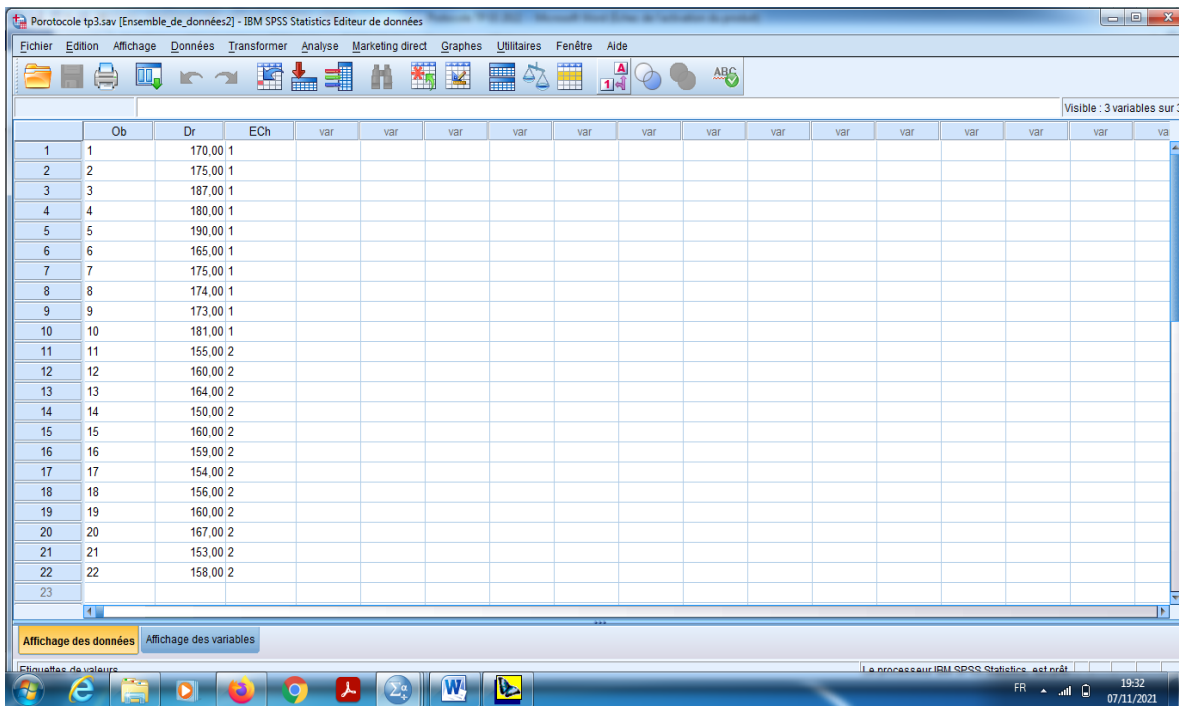 Porotocole tp3.sav [Ensemble_de_données2] - IBM SPSS Statistics Editeur de données
Fichier Edition Affichage Données Transformer Analyse Marketing direct Graphes Utilitaires Fenêtre Aide
Visible : 3 variables sur 3
Ob Dr ECh var var var var var var var var var var var var var va
1 1 170,00 1
2 2 175,00 1
3 3 187,00 1
4 4 180,00 1
5 5 190,00 1
6 6 165,00 1
7 7 175,00 1
8 8 174,00 1
9 9 173,00 1
10 10 181,00 1
11 11 155,00 2
12 12 160,00 2
13 13 164,00 2
14 14 150,00 2
15 15 160,00 2
16 16 159,00 2
17 17 154,00 2
18 18 156,00 2
19 19 160,00 2
20 20 167,00 2
21 21 153,00 2
22 22 158,00 2
23
Affichage des données Affichage des variables
Etiquettes de valeurs Le processeur IBM SPSS Statistics est prêt
FR 19:32
07/11/2021